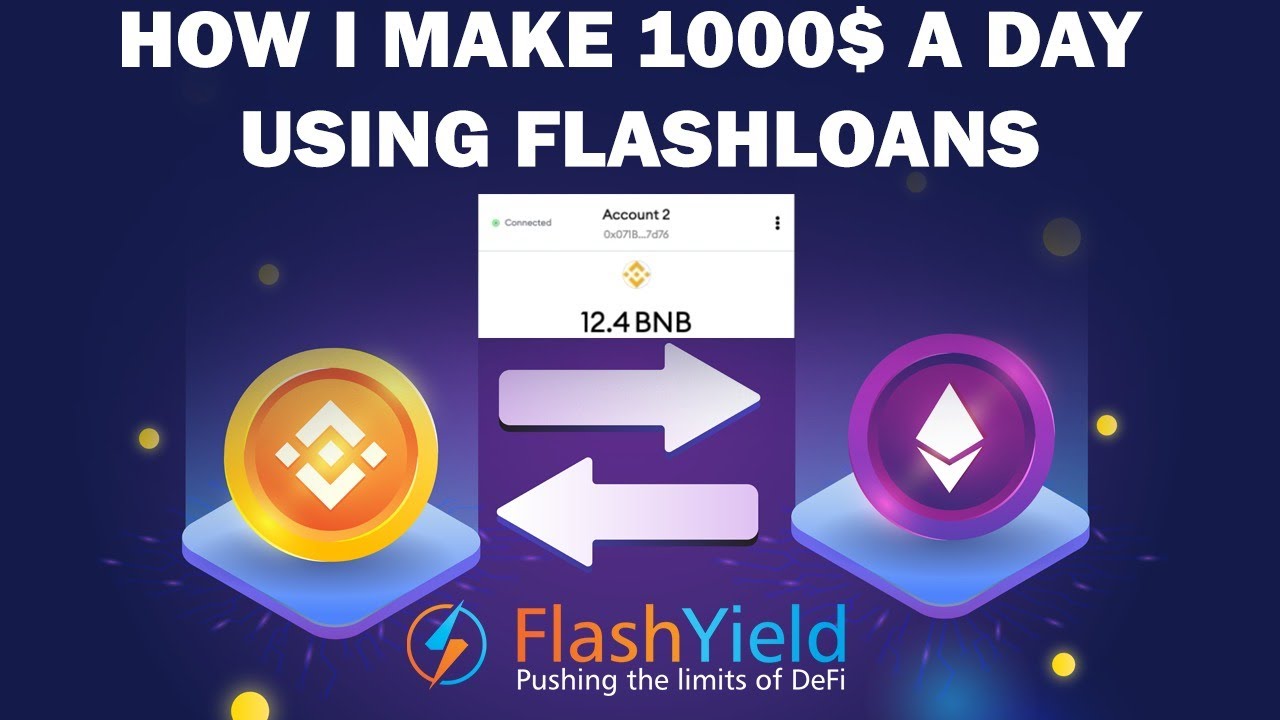 HOW I MAKE 1000$ A DAY
USING FLASHLOANS
Connected
Account 2
0x071B...7d76
12.4 BNB
FlashYield
Pushing the limits of DeFi